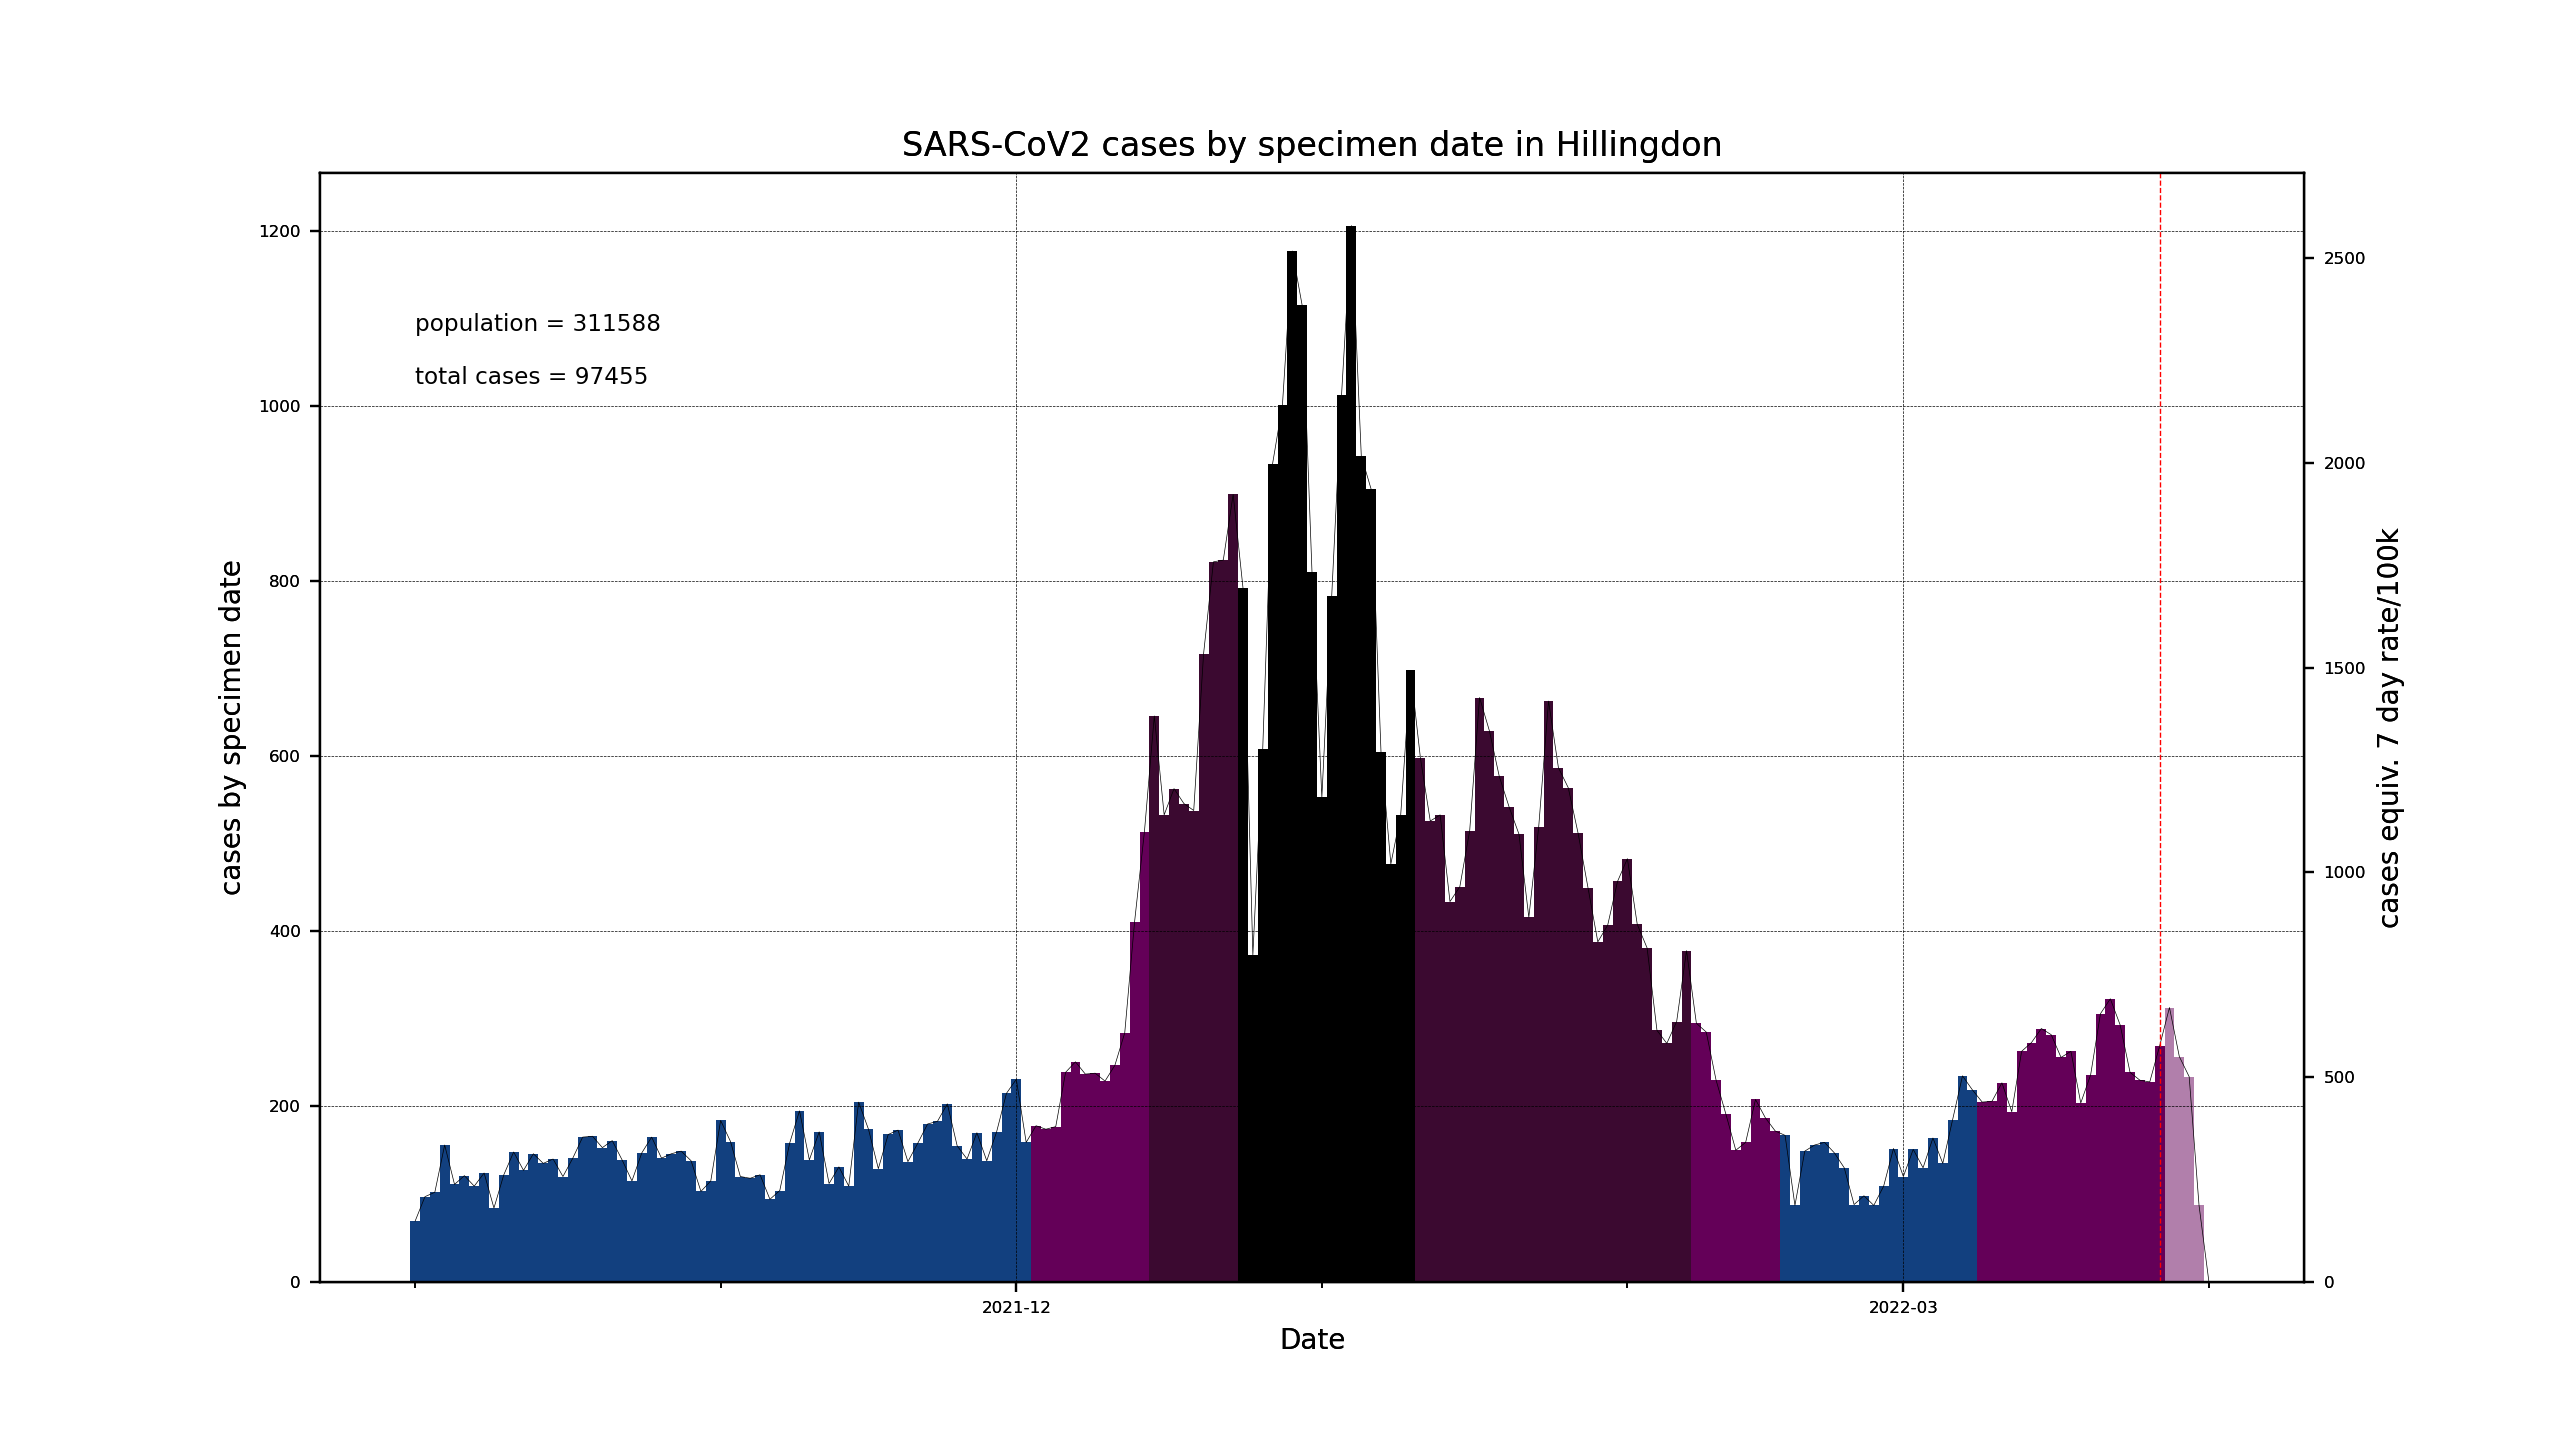 SARS-CoV2 cases by specimen date in Hillingdon
population = 311588
total cases = 97455
cases by specimen date
1200
1000
800
600
400
200
0
2500
2000
1500
1000
500
0
cases equiv. 7 day rate/100k
2021-12
2022-03
Date